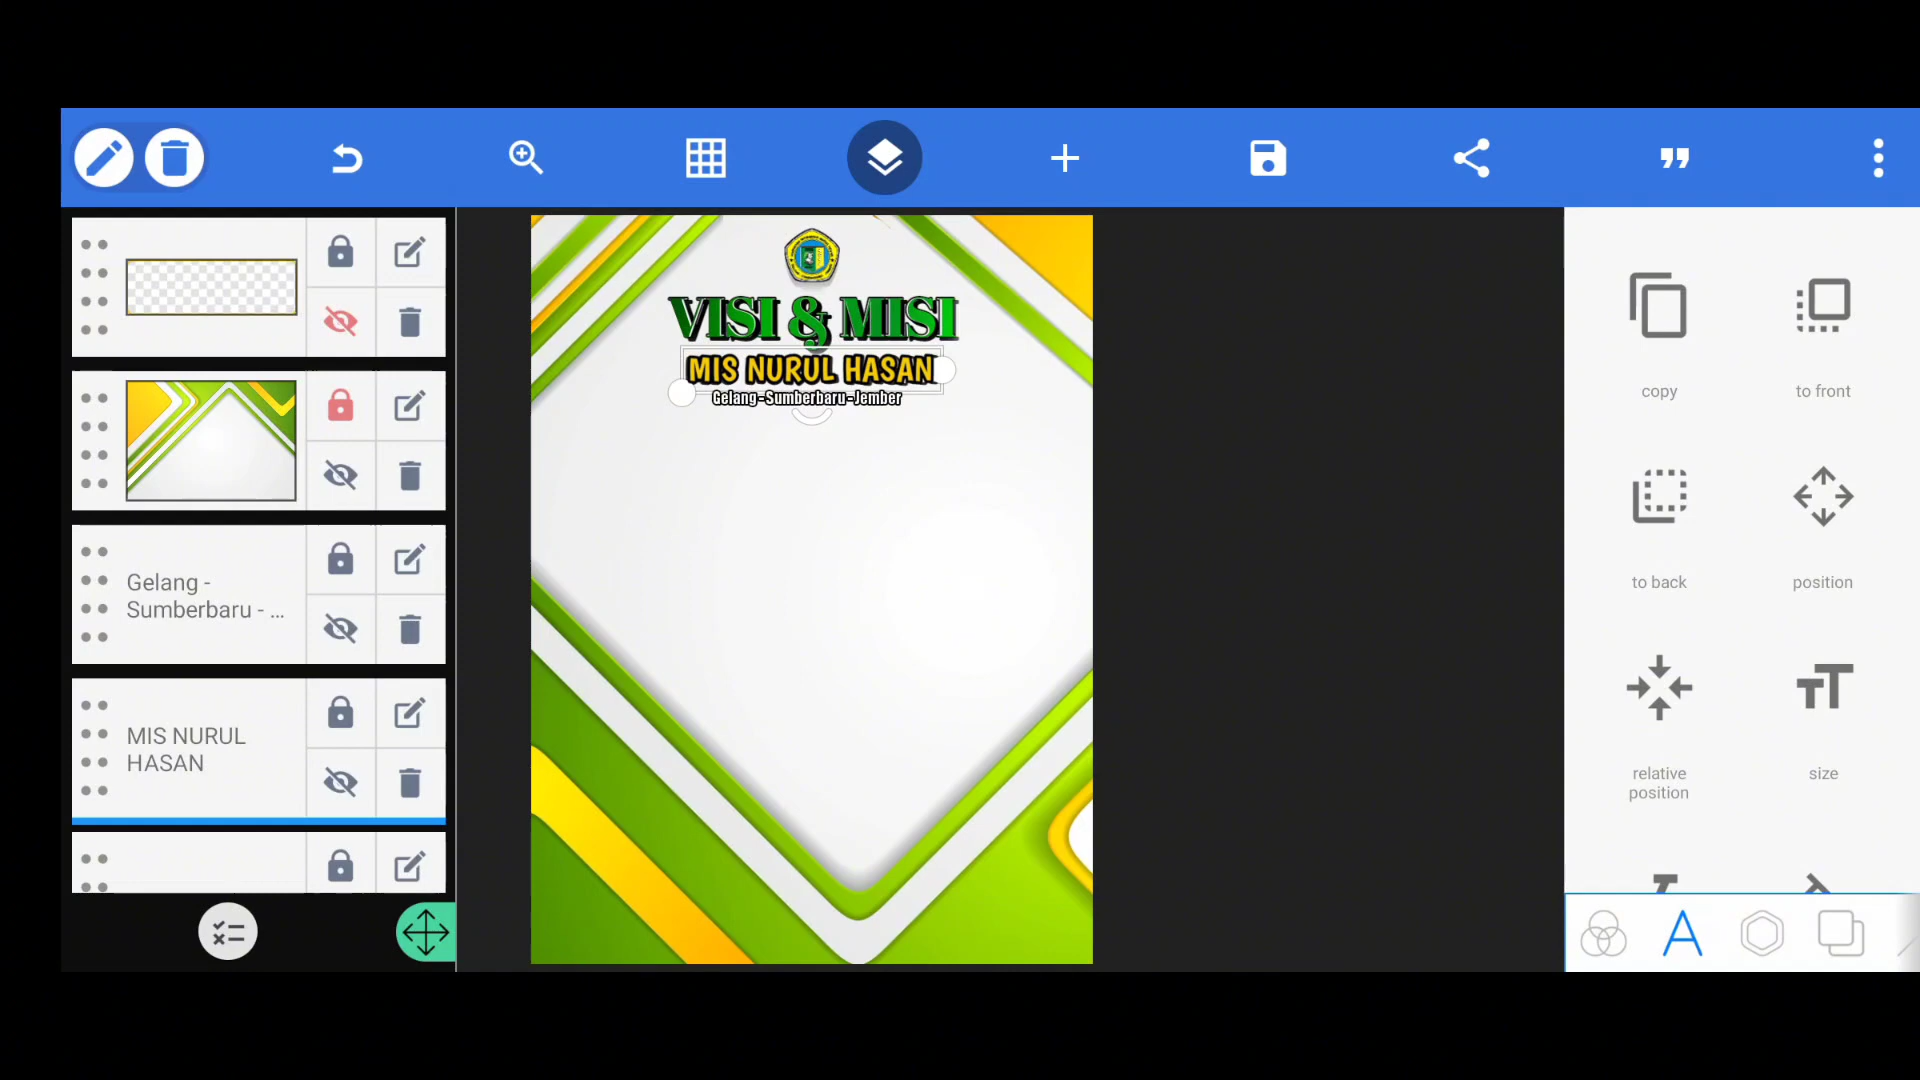 VISI & MISI
MIS NURUL HASAN
Gelang - Sumberbaru - Jember
Gelang -
Sumberbaru - ...
MIS NURUL
HASAN
copy
to front
to back
position
relative
position
size